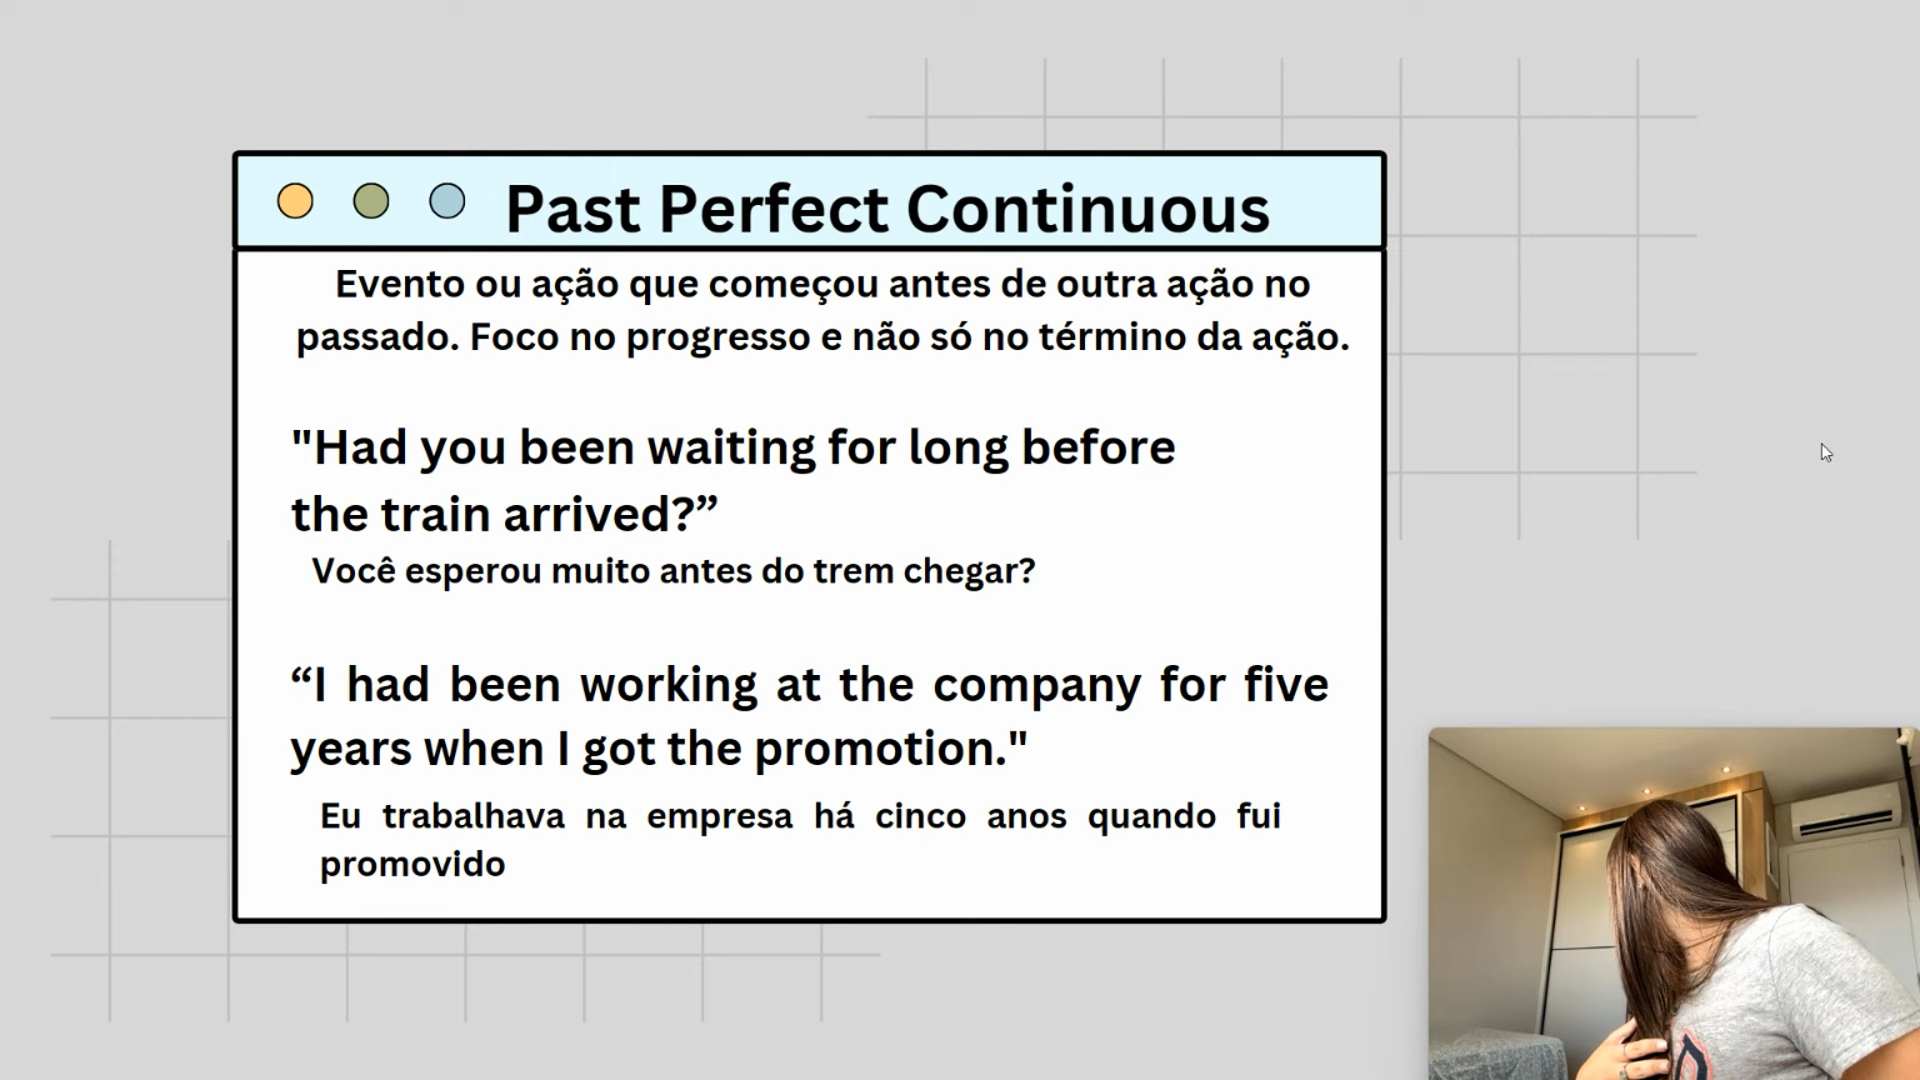 Past Perfect Continuous
Evento ou ação que começou antes de outra ação no
passado. Foco no progresso e não só no término da ação.
"Had you been waiting for long before
the train arrived?”
Você esperou muito antes do trem chegar?
“I had been working at the company for five
years when I got the promotion."
Eu trabalhava na empresa há cinco anos quando fui
promovido